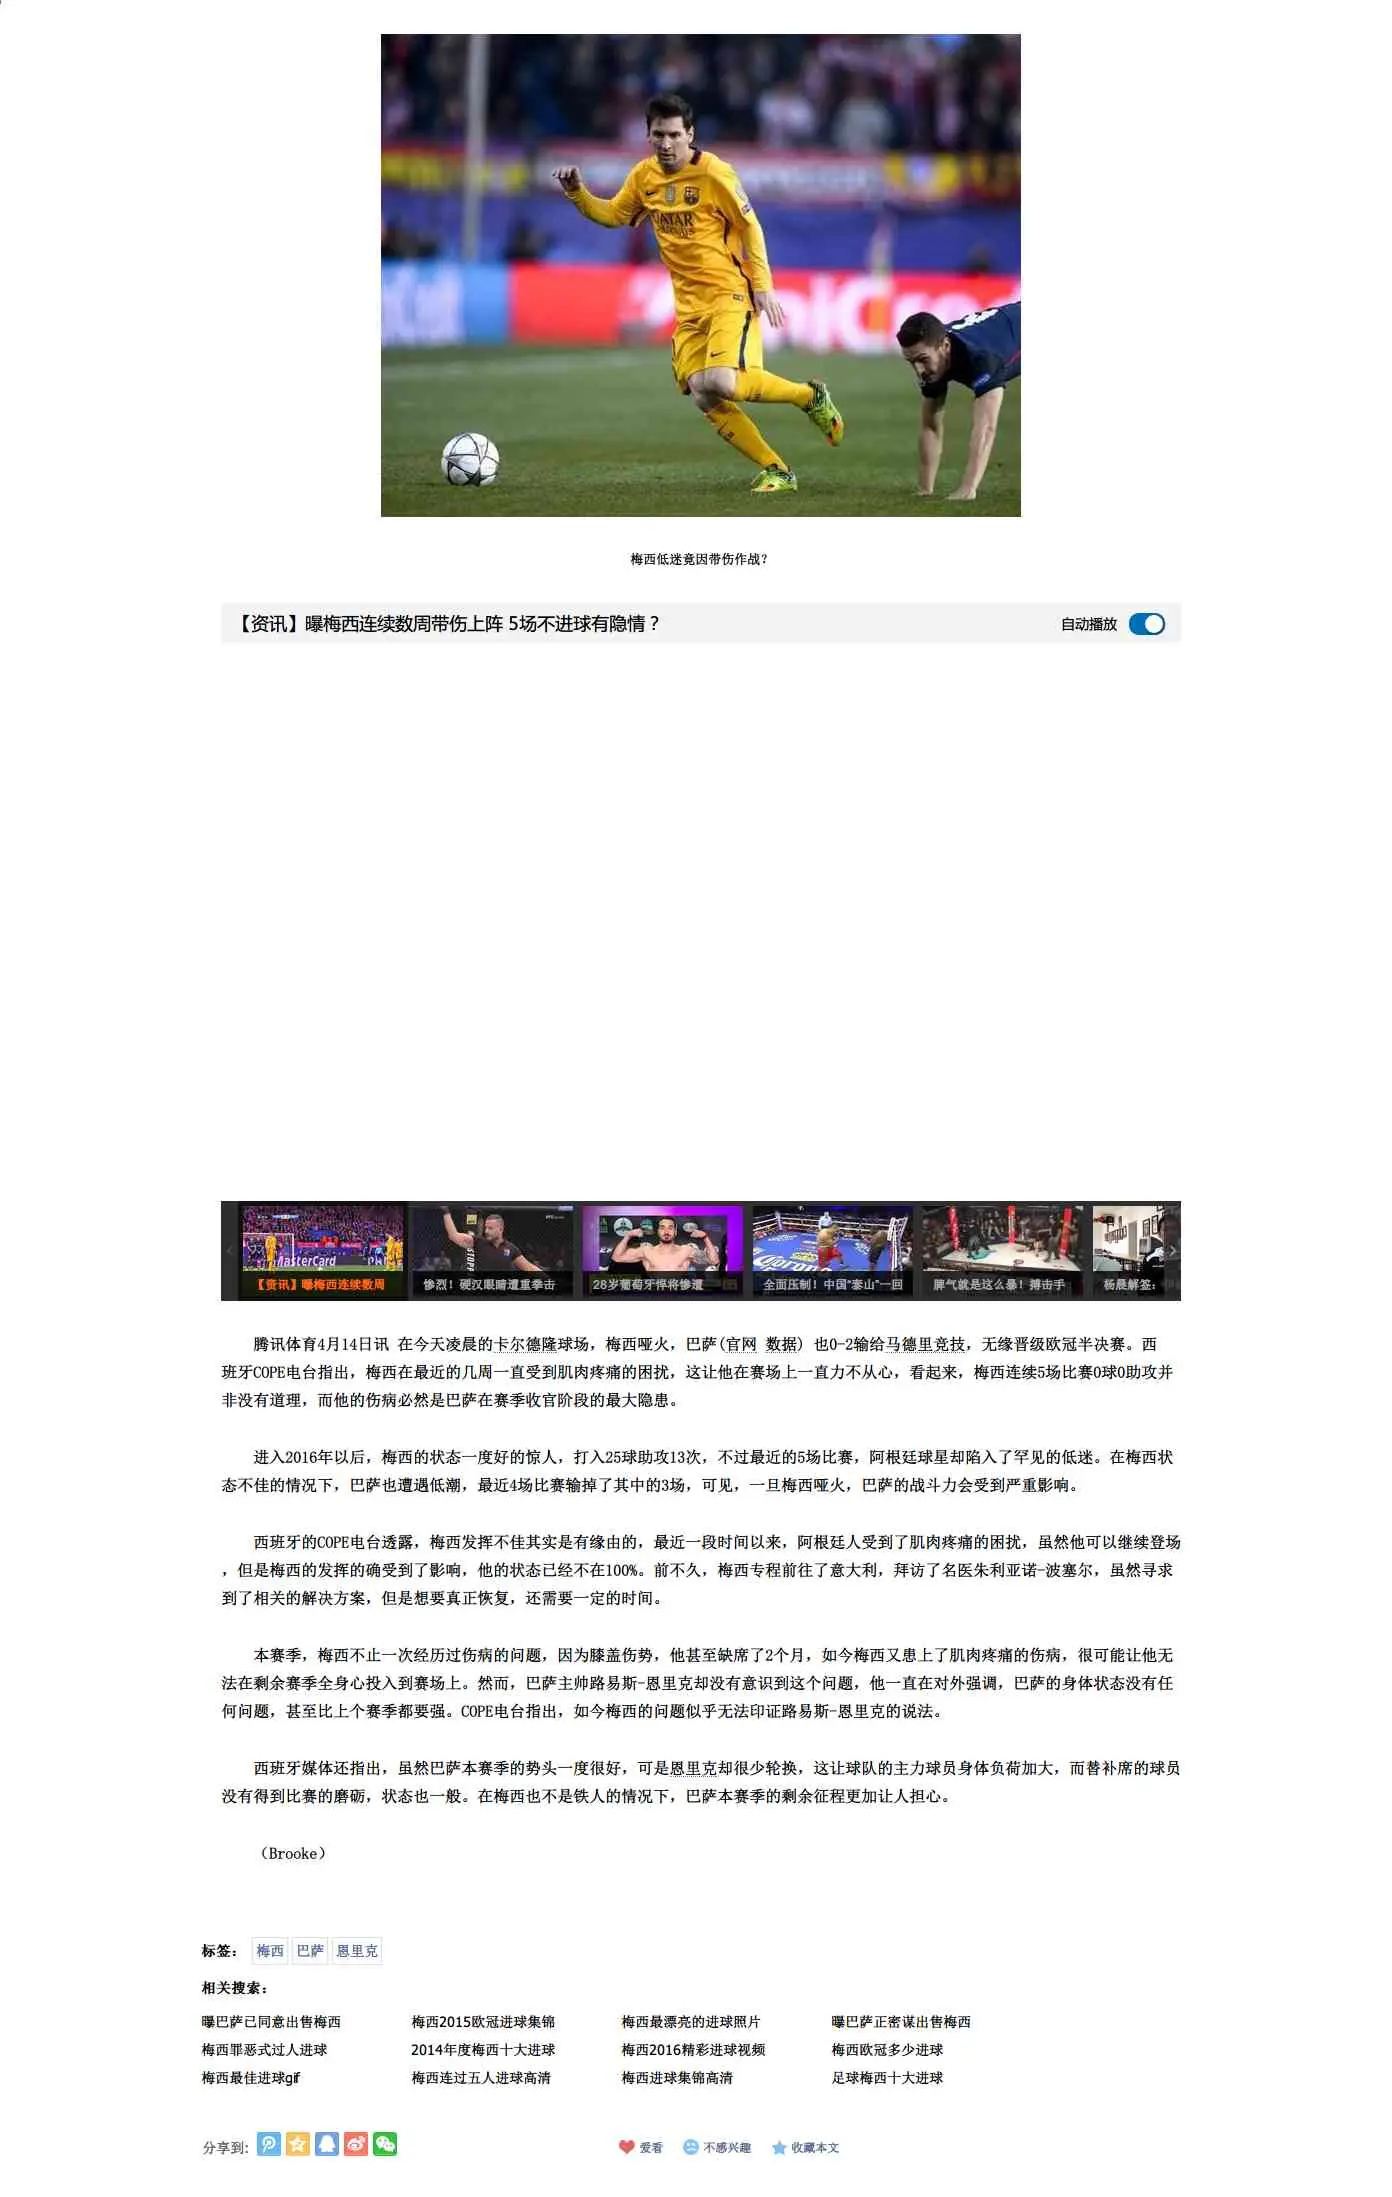 QATAR
UniCredit
梅西低迷竟因带伤作战?
【资讯】曝梅西连续数周带伤上阵 5场不进球有隐情？
自动播放
MasterCard
【资讯】曝梅西连续数周
惨烈！硬汉眼睛遭重拳击
28岁葡萄牙悍将惨遭
全面压制！中国“泰山”一回
脾气就是这么暴！搏击手
杨晨解签：
腾讯体育4月14日讯 在今天凌晨的卡尔德隆球场，梅西哑火，巴萨(官网 数据) 也0-2输给马德里竞技，无缘晋级欧冠半决赛。西
班牙COPE电台指出，梅西在最近的几周一直受到肌肉疼痛的困扰，这让他在赛场上一直力不从心，看起来，梅西连续5场比赛0球0助攻并
非没有道理，而他的伤病必然是巴萨在赛季收官阶段的最大隐患。
进入2016年以后，梅西的状态一度好的惊人，打入25球助攻13次，不过最近的5场比赛，阿根廷球星却陷入了罕见的低迷。在梅西状
态不佳的情况下，巴萨也遭遇低潮，最近4场比赛输掉了其中的3场，可见，一旦梅西哑火，巴萨的战斗力会受到严重影响。
西班牙的COPE电台透露，梅西发挥不佳其实是有缘由的，最近一段时间以来，阿根廷人受到了肌肉疼痛的困扰，虽然他可以继续登场
，但是梅西的发挥的确受到了影响，他的状态已经不在100%。前不久，梅西专程前往了意大利，拜访了名医朱利亚诺-波塞尔，虽然寻求
到了相关的解决方案，但是想要真正恢复，还需要一定的时间。
本赛季，梅西不止一次经历过伤病的问题，因为膝盖伤势，他甚至缺席了2个月，如今梅西又患上了肌肉疼痛的伤病，很可能让他无
法在剩余赛季全身心投入到赛场上。然而，巴萨主帅路易斯-恩里克却没有意识到这个问题，他一直在对外强调，巴萨的身体状态没有任
何问题，甚至比上个赛季都要强。COPE电台指出，如今梅西的问题似乎无法印证路易斯-恩里克的说法。
西班牙媒体还指出，虽然巴萨本赛季的势头一度很好，可是恩里克却很少轮换，这让球队的主力球员身体负荷加大，而替补席的球员
没有得到比赛的磨砺，状态也一般。在梅西也不是铁人的情况下，巴萨本赛季的剩余征程更加让人担心。
（Brooke）
标签： 梅西 巴萨 恩里克
相关搜索：
曝巴萨已同意出售梅西 梅西2015欧冠进球集锦 梅西最漂亮的进球照片 曝巴萨正密谋出售梅西
梅西罪恶式过人进球 2014年度梅西十大进球 梅西2016精彩进球视频 梅西欧冠多少进球
梅西最佳进球gif 梅西连过五人进球高清 梅西进球集锦高清 足球梅西十大进球
分享到: 爱看 不感兴趣 收藏本文